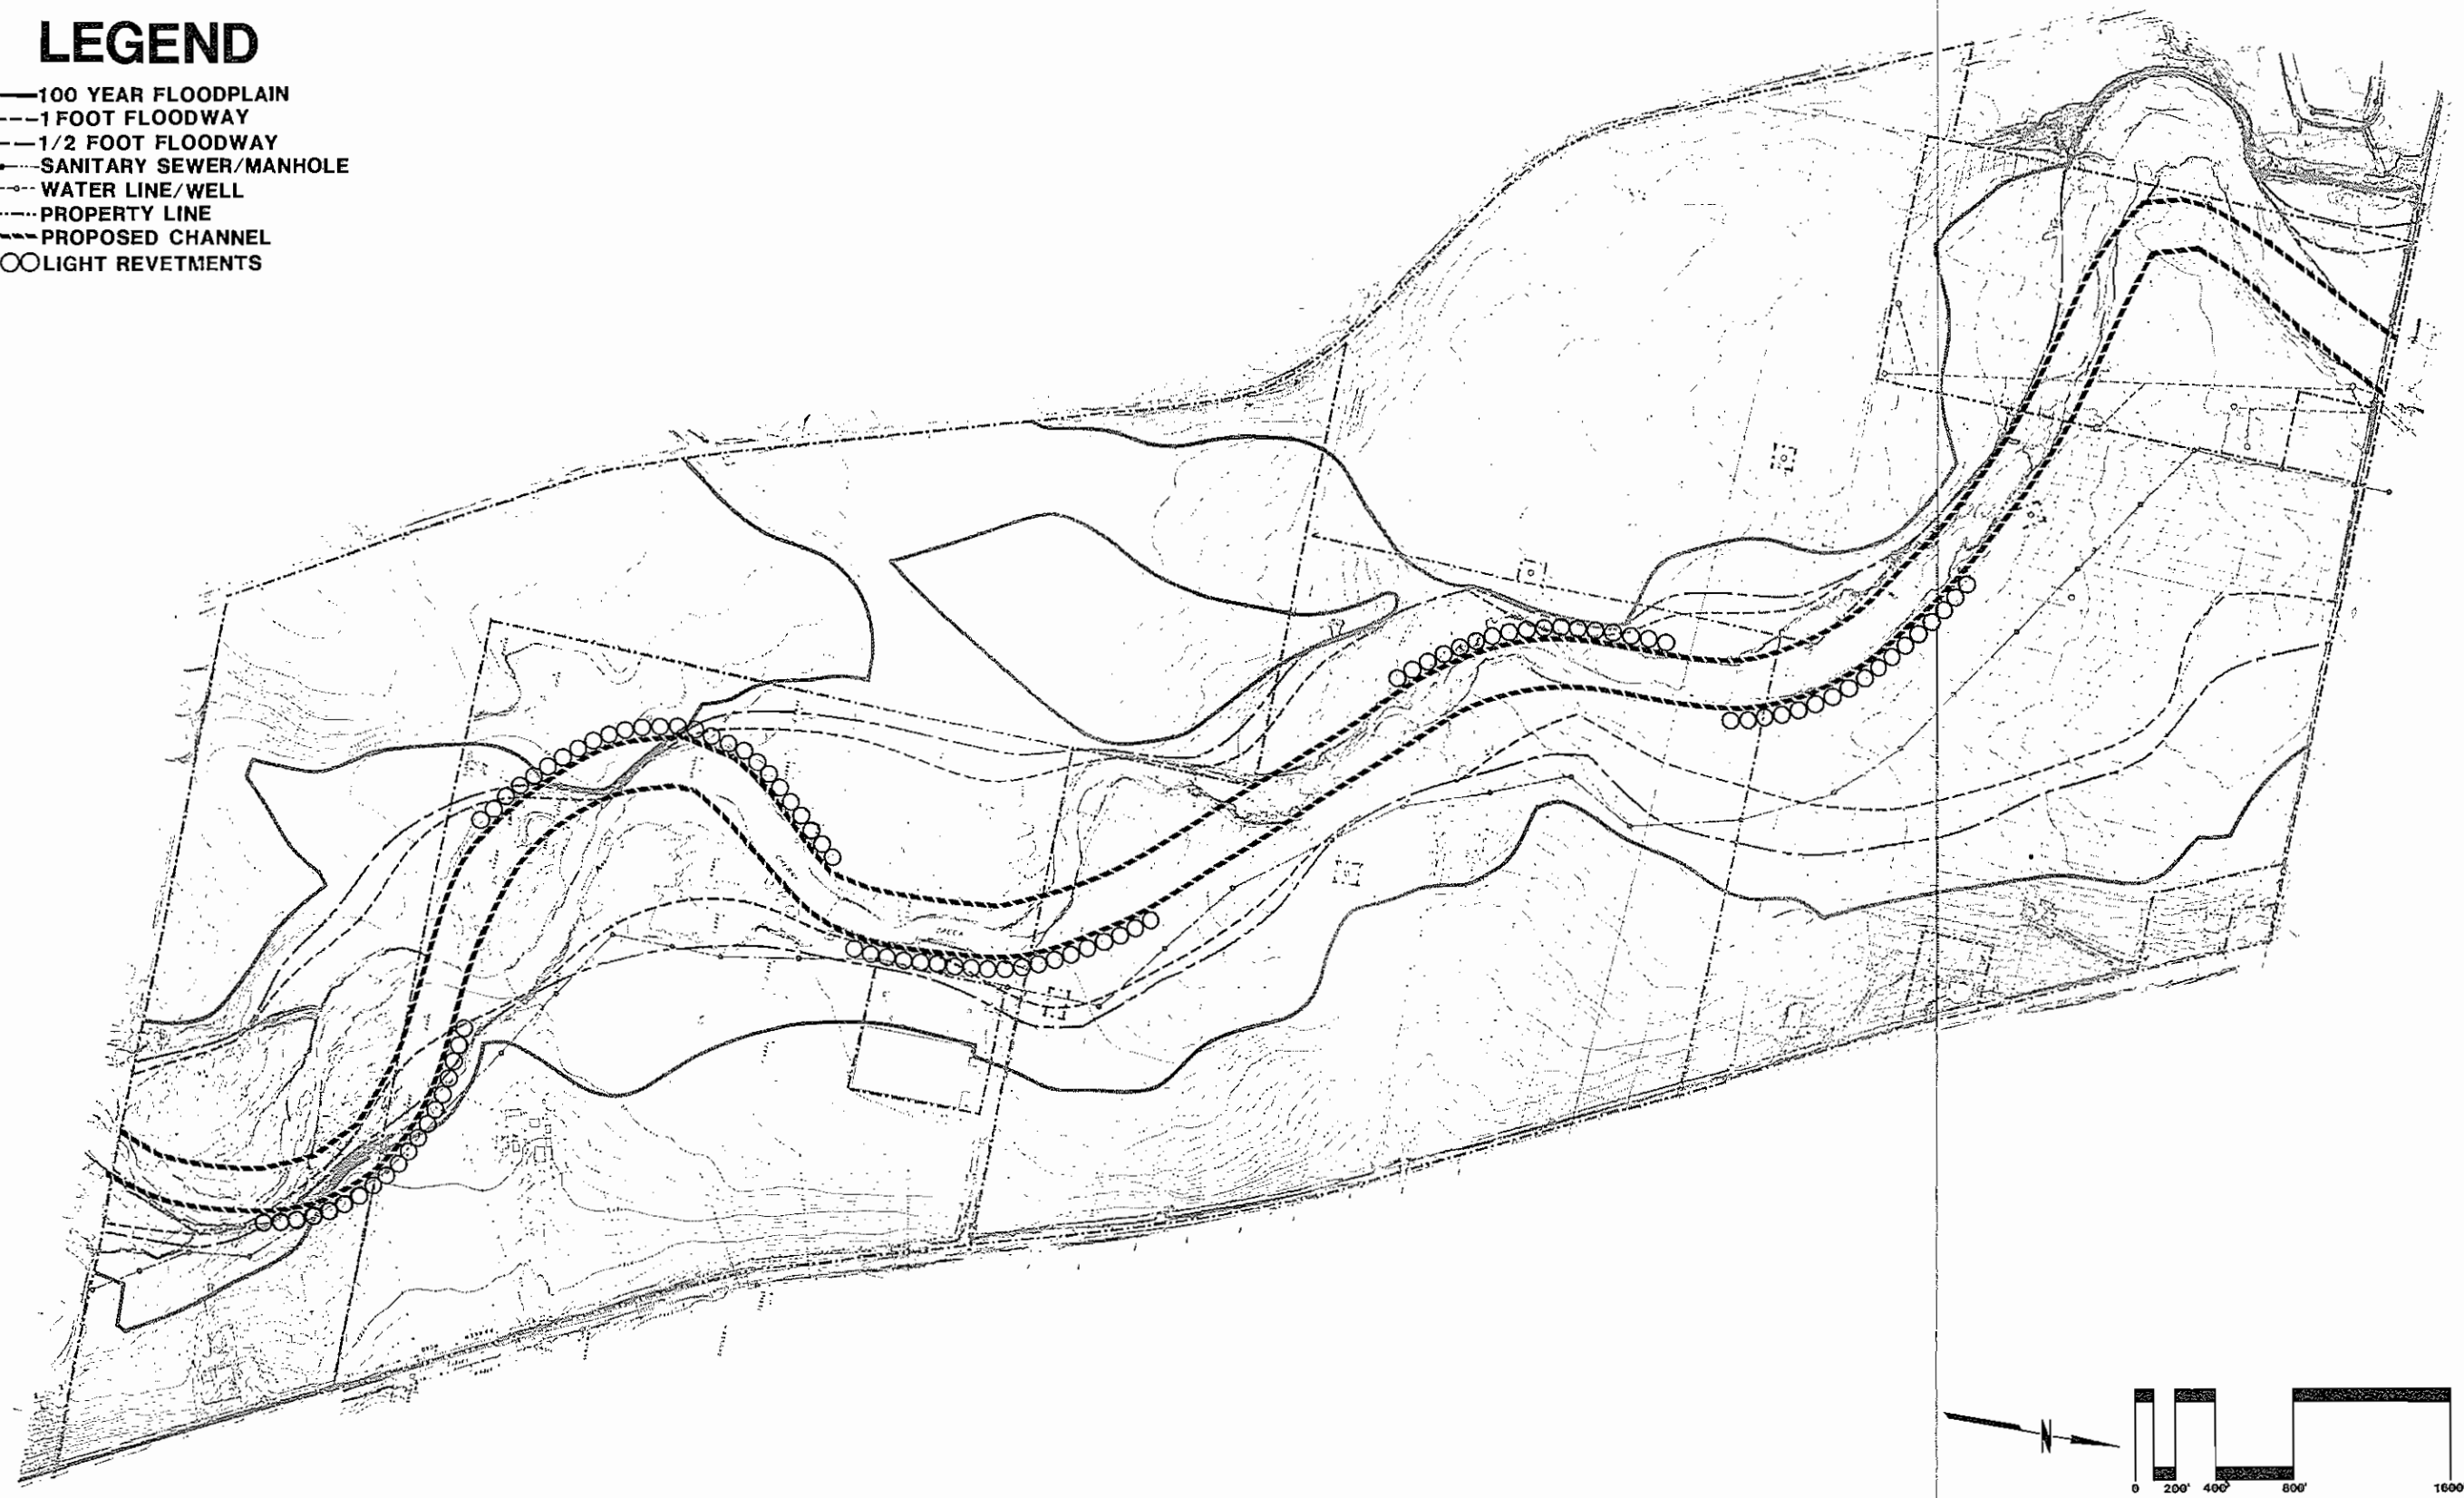 LEGEND
100 YEAR FLOODPLAIN
1 FOOT FLOODWAY
1/2 FOOT FLOODWAY
SANITARY SEWER/MANHOLE
WATER LINE/WELL
PROPERTY LINE
PROPOSED CHANNEL
LIGHT REVETMENTS
N
0 200' 400' 800' 1600